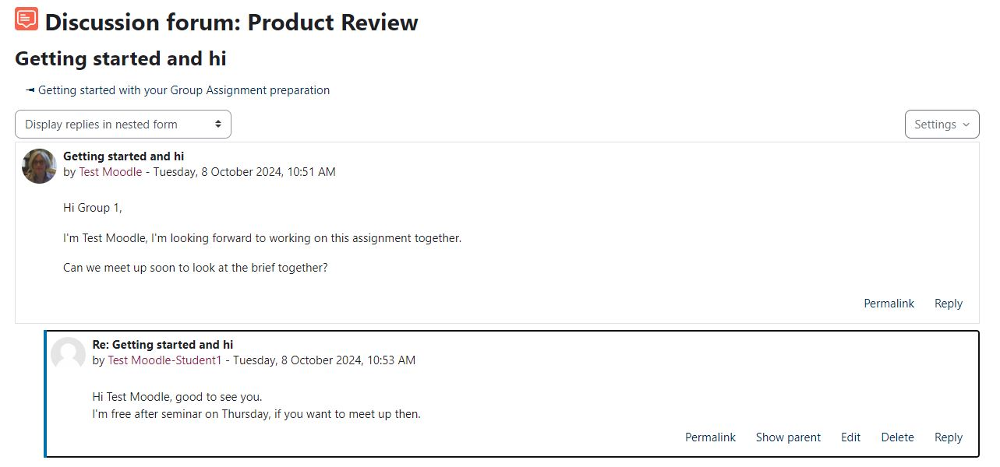 Discussion forum: Product Review
Getting started and hi
Getting started with your Group Assignment preparation
Display replies in nested form
Settings
Getting started and hi
by Test Moodle - Tuesday, 8 October 2024, 10:51 AM
Hi Group 1,
I'm Test Moodle, I'm looking forward to working on this assignment together.
Can we meet up soon to look at the brief together?
Permalink Reply
Re: Getting started and hi
by Test Moodle-Student1 - Tuesday, 8 October 2024, 10:53 AM
Hi Test Moodle, good to see you.
I'm free after seminar on Thursday, if you want to meet up then.
Permalink Show parent Edit Delete Reply